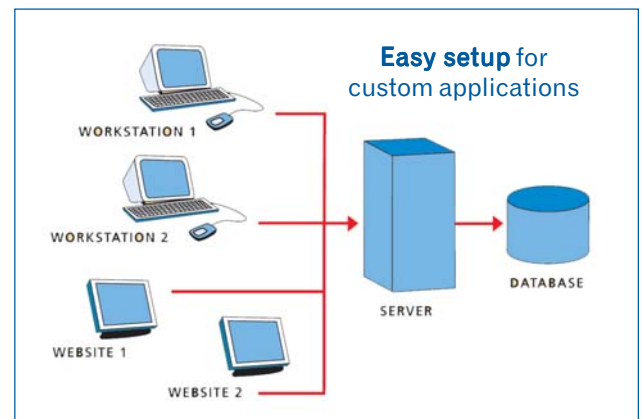 Easy setup for
custom applications
WORKSTATION 1
WORKSTATION 2
WEBSITE 1
WEBSITE 2
SERVER
DATABASE